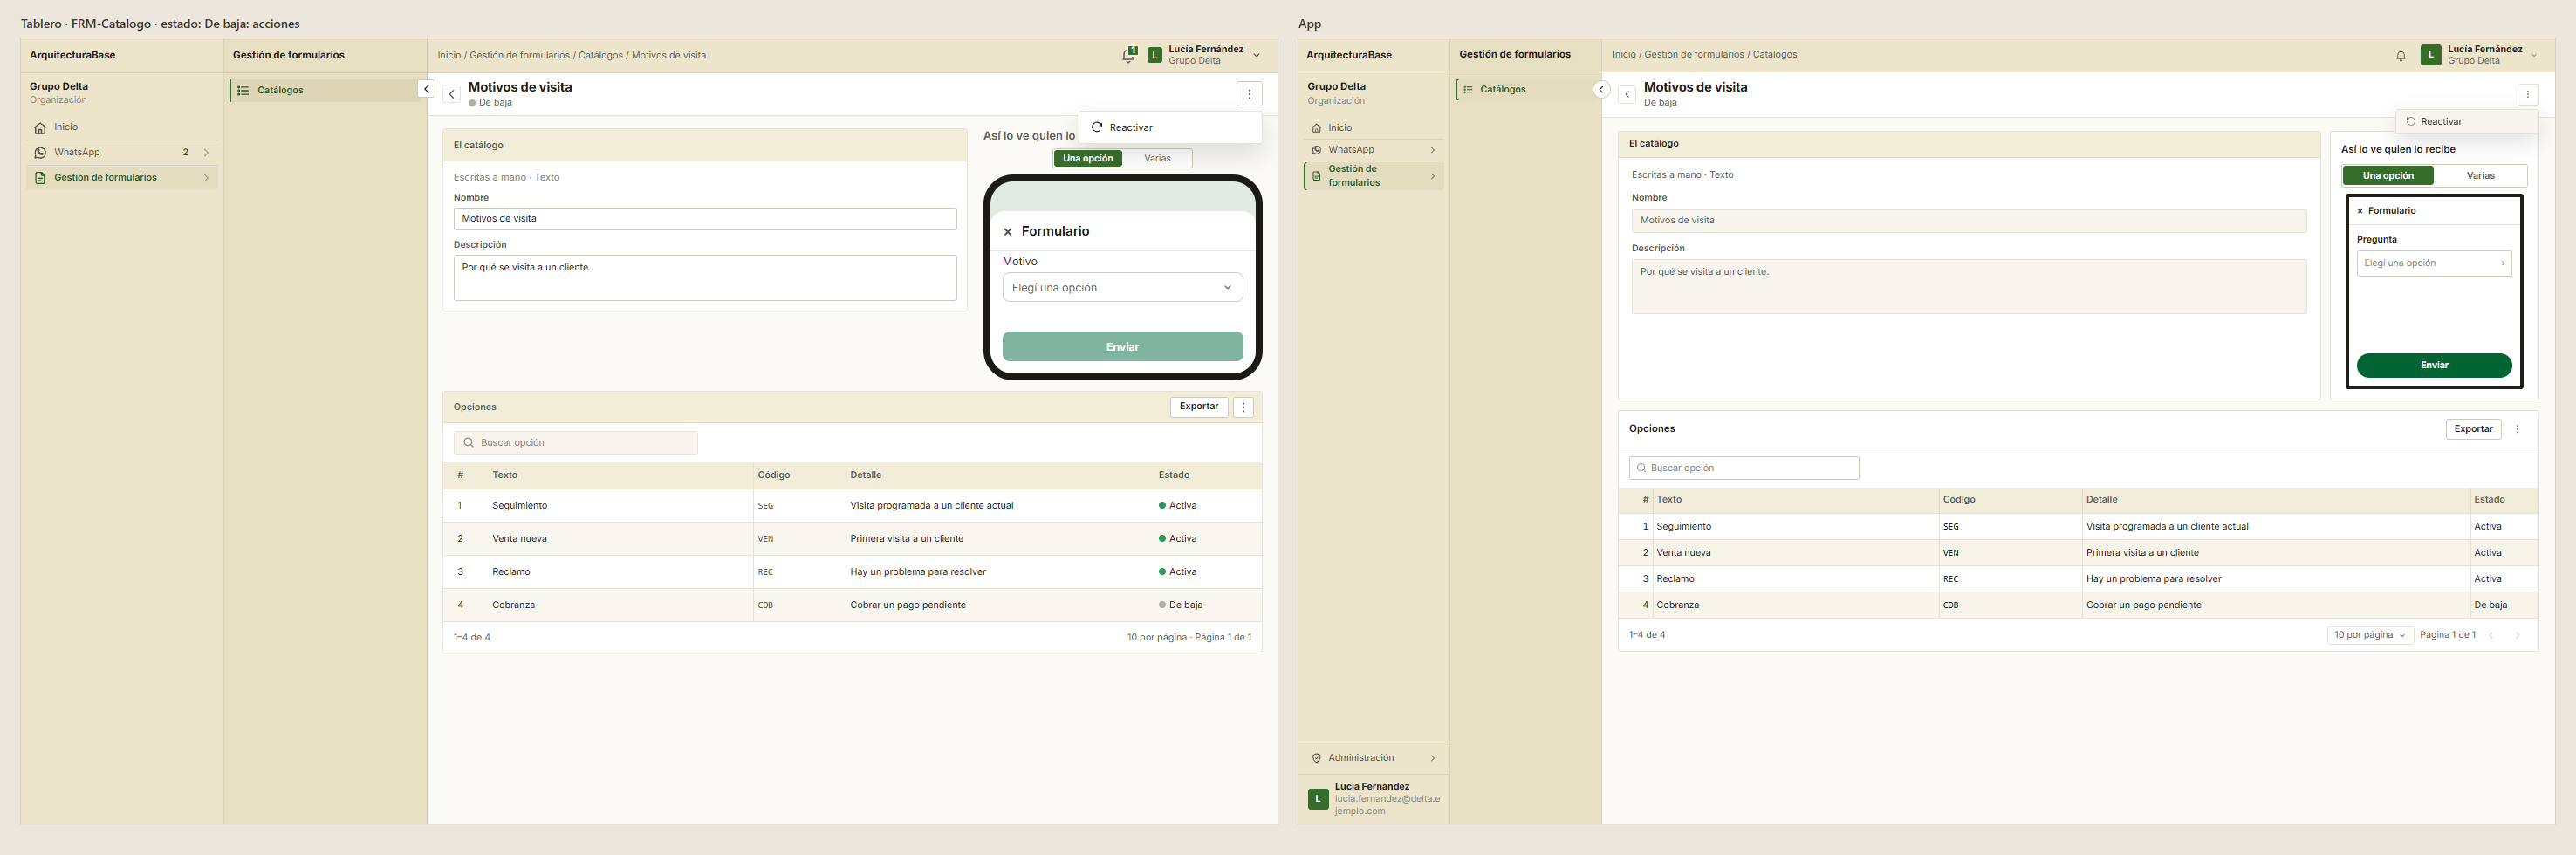 Tablero · FRM-Catalogo · estado: De baja: acciones
ArquitecturaBase
Grupo Delta
Organización
Inicio
WhatsApp 2
Gestión de formularios
Gestión de formularios
Catálogos
Inicio / Gestión de formularios / Catálogos / Motivos de visita
1
L
Lucía Fernández
Grupo Delta
Motivos de visita
De baja
Reactivar
El catálogo
Escritas a mano · Texto
Nombre
Motivos de visita
Descripción
Por qué se visita a un cliente.
Así lo ve quien lo
Una opción Varias
× Formulario
Motivo
Elegí una opción
Enviar
Opciones
Exportar
Buscar opción
# Texto Código Detalle Estado
1 Seguimiento SEG Visita programada a un cliente actual Activa
2 Venta nueva VEN Primera visita a un cliente Activa
3 Reclamo REC Hay un problema para resolver Activa
4 Cobranza COB Cobrar un pago pendiente De baja
1–4 de 4
10 por página · Página 1 de 1
App
ArquitecturaBase
Grupo Delta
Organización
Inicio
WhatsApp
Gestión de
formularios
Administración
L
Lucía Fernández
lucia.fernandez@delta.e
jemplo.com
Gestión de formularios
Catálogos
Inicio / Gestión de formularios / Catálogos
L
Lucía Fernández
Grupo Delta
Motivos de visita
De baja
Reactivar
El catálogo
Escritas a mano · Texto
Nombre
Motivos de visita
Descripción
Por qué se visita a un cliente.
Así lo ve quien lo recibe
Una opción Varias
× Formulario
Pregunta
Elegí una opción
Enviar
Opciones
Exportar
Buscar opción
# Texto Código Detalle Estado
1 Seguimiento SEG Visita programada a un cliente actual Activa
2 Venta nueva VEN Primera visita a un cliente Activa
3 Reclamo REC Hay un problema para resolver Activa
4 Cobranza COB Cobrar un pago pendiente De baja
1–4 de 4
10 por página Página 1 de 1